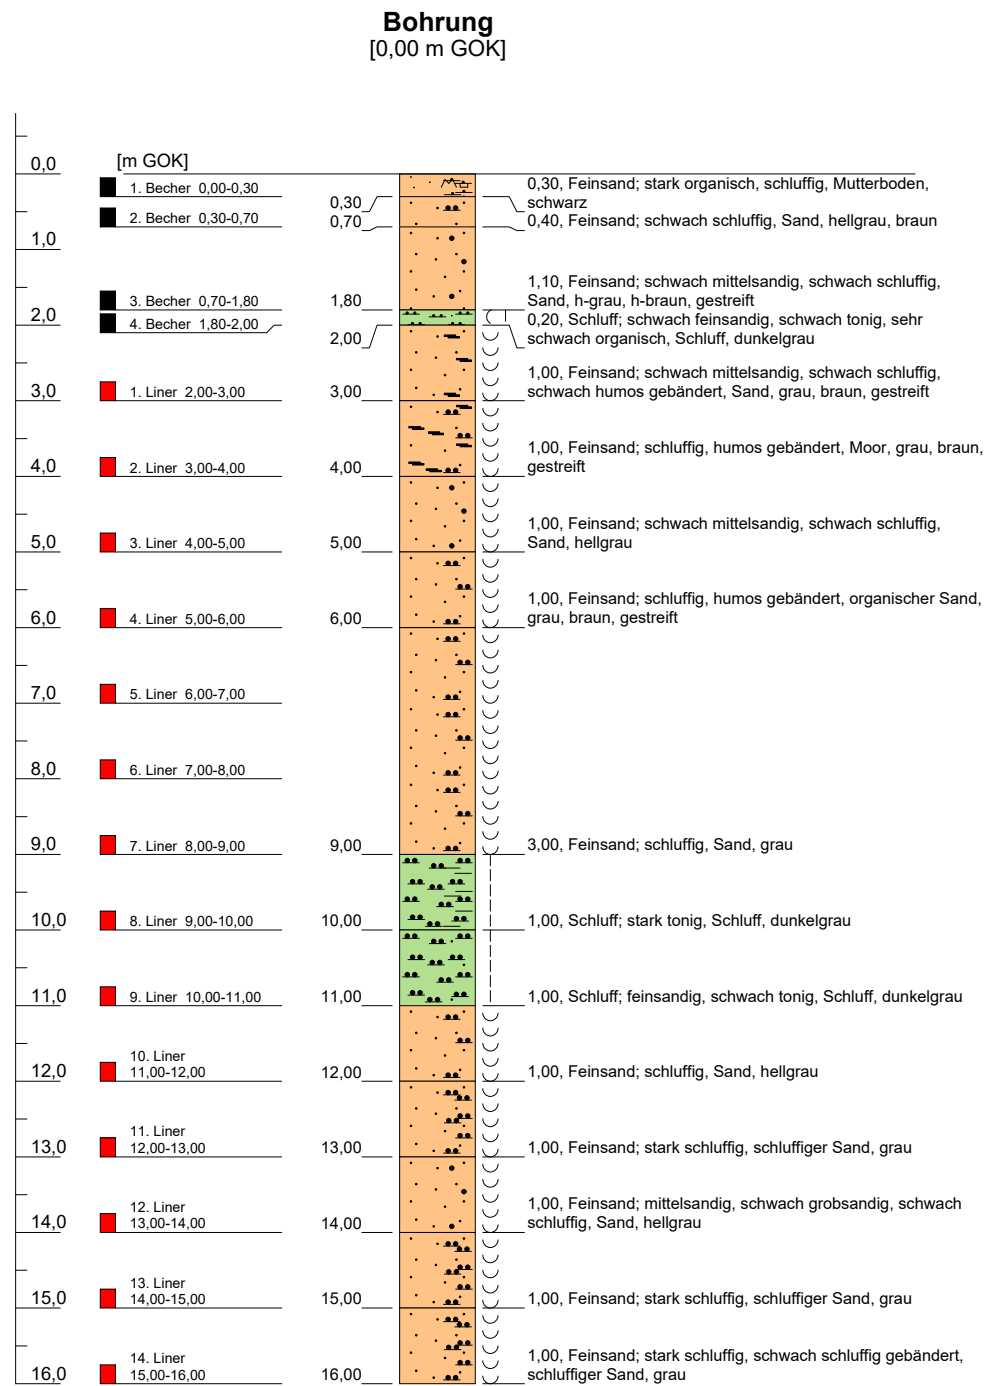 Bohrung
[0,00 m GOK]
0,0
[m GOK]
1. Becher 0,00-0,30
0,30
0,30, Feinsand; stark organisch, schluffig, Mutterboden,
schwarz
2. Becher 0,30-0,70
0,70
0,40, Feinsand; schwach schluffig, Sand, hellgrau, braun
1,0
3. Becher 0,70-1,80
1,80
1,10, Feinsand; schwach mittelsandig, schwach schluffig,
Sand, h-grau, h-braun, gestreift
2,0
4. Becher 1,80-2,00
2,00
0,20, Schluff; schwach feinsandig, schwach tonig, sehr
schwach organisch, Schluff, dunkelgrau
3,0
1. Liner 2,00-3,00
3,00
1,00, Feinsand; schwach mittelsandig, schwach schluffig,
schwach humos gebändert, Sand, grau, braun, gestreift
4,0
2. Liner 3,00-4,00
4,00
1,00, Feinsand; schluffig, humos gebändert, Moor, grau, braun,
gestreift
5,0
3. Liner 4,00-5,00
5,00
1,00, Feinsand; schwach mittelsandig, schwach schluffig,
Sand, hellgrau
6,0
4. Liner 5,00-6,00
6,00
1,00, Feinsand; schluffig, humos gebändert, organischer Sand,
grau, braun, gestreift
7,0
5. Liner 6,00-7,00
8,0
6. Liner 7,00-8,00
9,0
7. Liner 8,00-9,00
9,00
3,00, Feinsand; schluffig, Sand, grau
10,0
8. Liner 9,00-10,00
10,00
1,00, Schluff; stark tonig, Schluff, dunkelgrau
11,0
9. Liner 10,00-11,00
11,00
1,00, Schluff; feinsandig, schwach tonig, Schluff, dunkelgrau
12,0
10. Liner
11,00-12,00
12,00
1,00, Feinsand; schluffig, Sand, hellgrau
13,0
11. Liner
12,00-13,00
13,00
1,00, Feinsand; stark schluffig, schluffiger Sand, grau
14,0
12. Liner
13,00-14,00
14,00
1,00, Feinsand; mittelsandig, schwach grobsandig, schwach
schluffig, Sand, hellgrau
15,0
13. Liner
14,00-15,00
15,00
1,00, Feinsand; stark schluffig, schluffiger Sand, grau
16,0
14. Liner
15,00-16,00
16,00
1,00, Feinsand; stark schluffig, schwach schluffig gebändert,
schluffiger Sand, grau